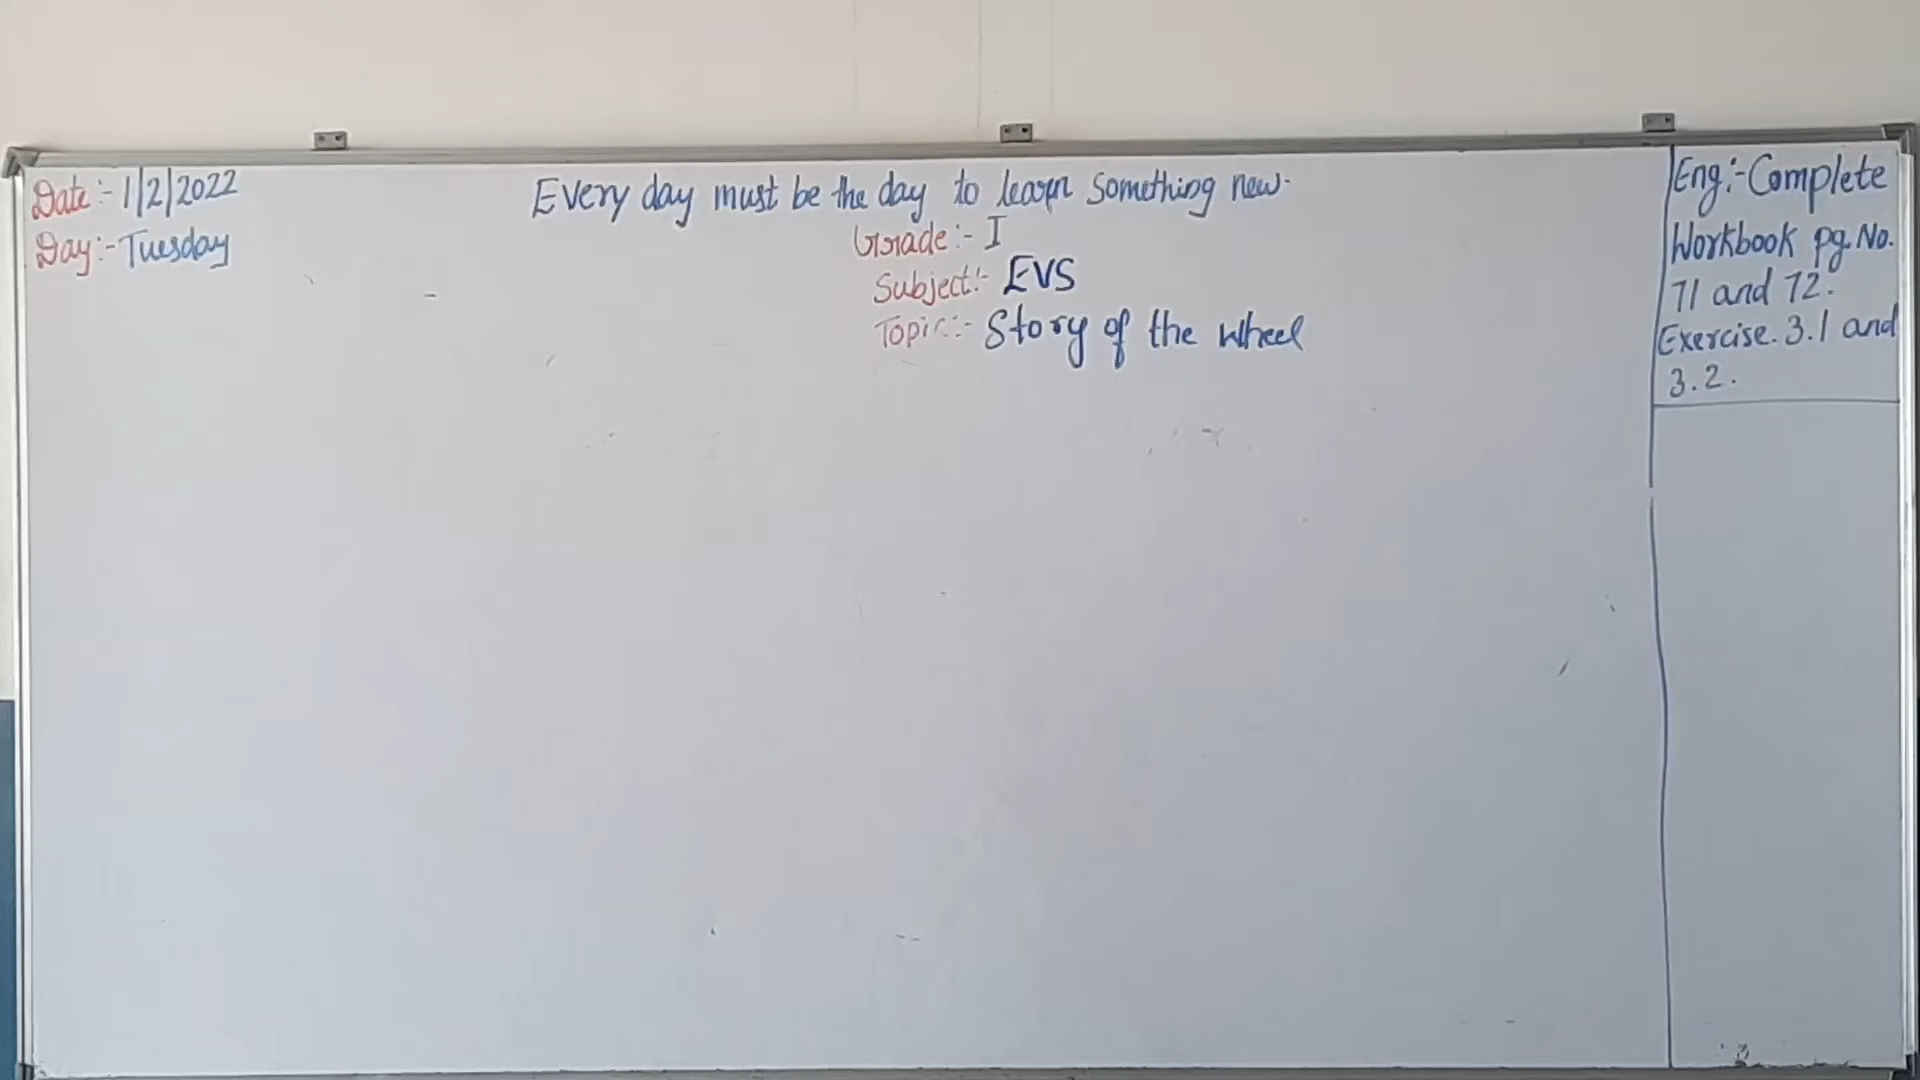 Date:- 1/2/2022
Day:- Tuesday
Every day must be the day to learn something new.
Grade:- I
Subject:- EVS
Topic:- Story of the wheel
Eng:- Complete
Workbook pg. No.
71 and 72.
Exercise. 3.1 and
3.2.